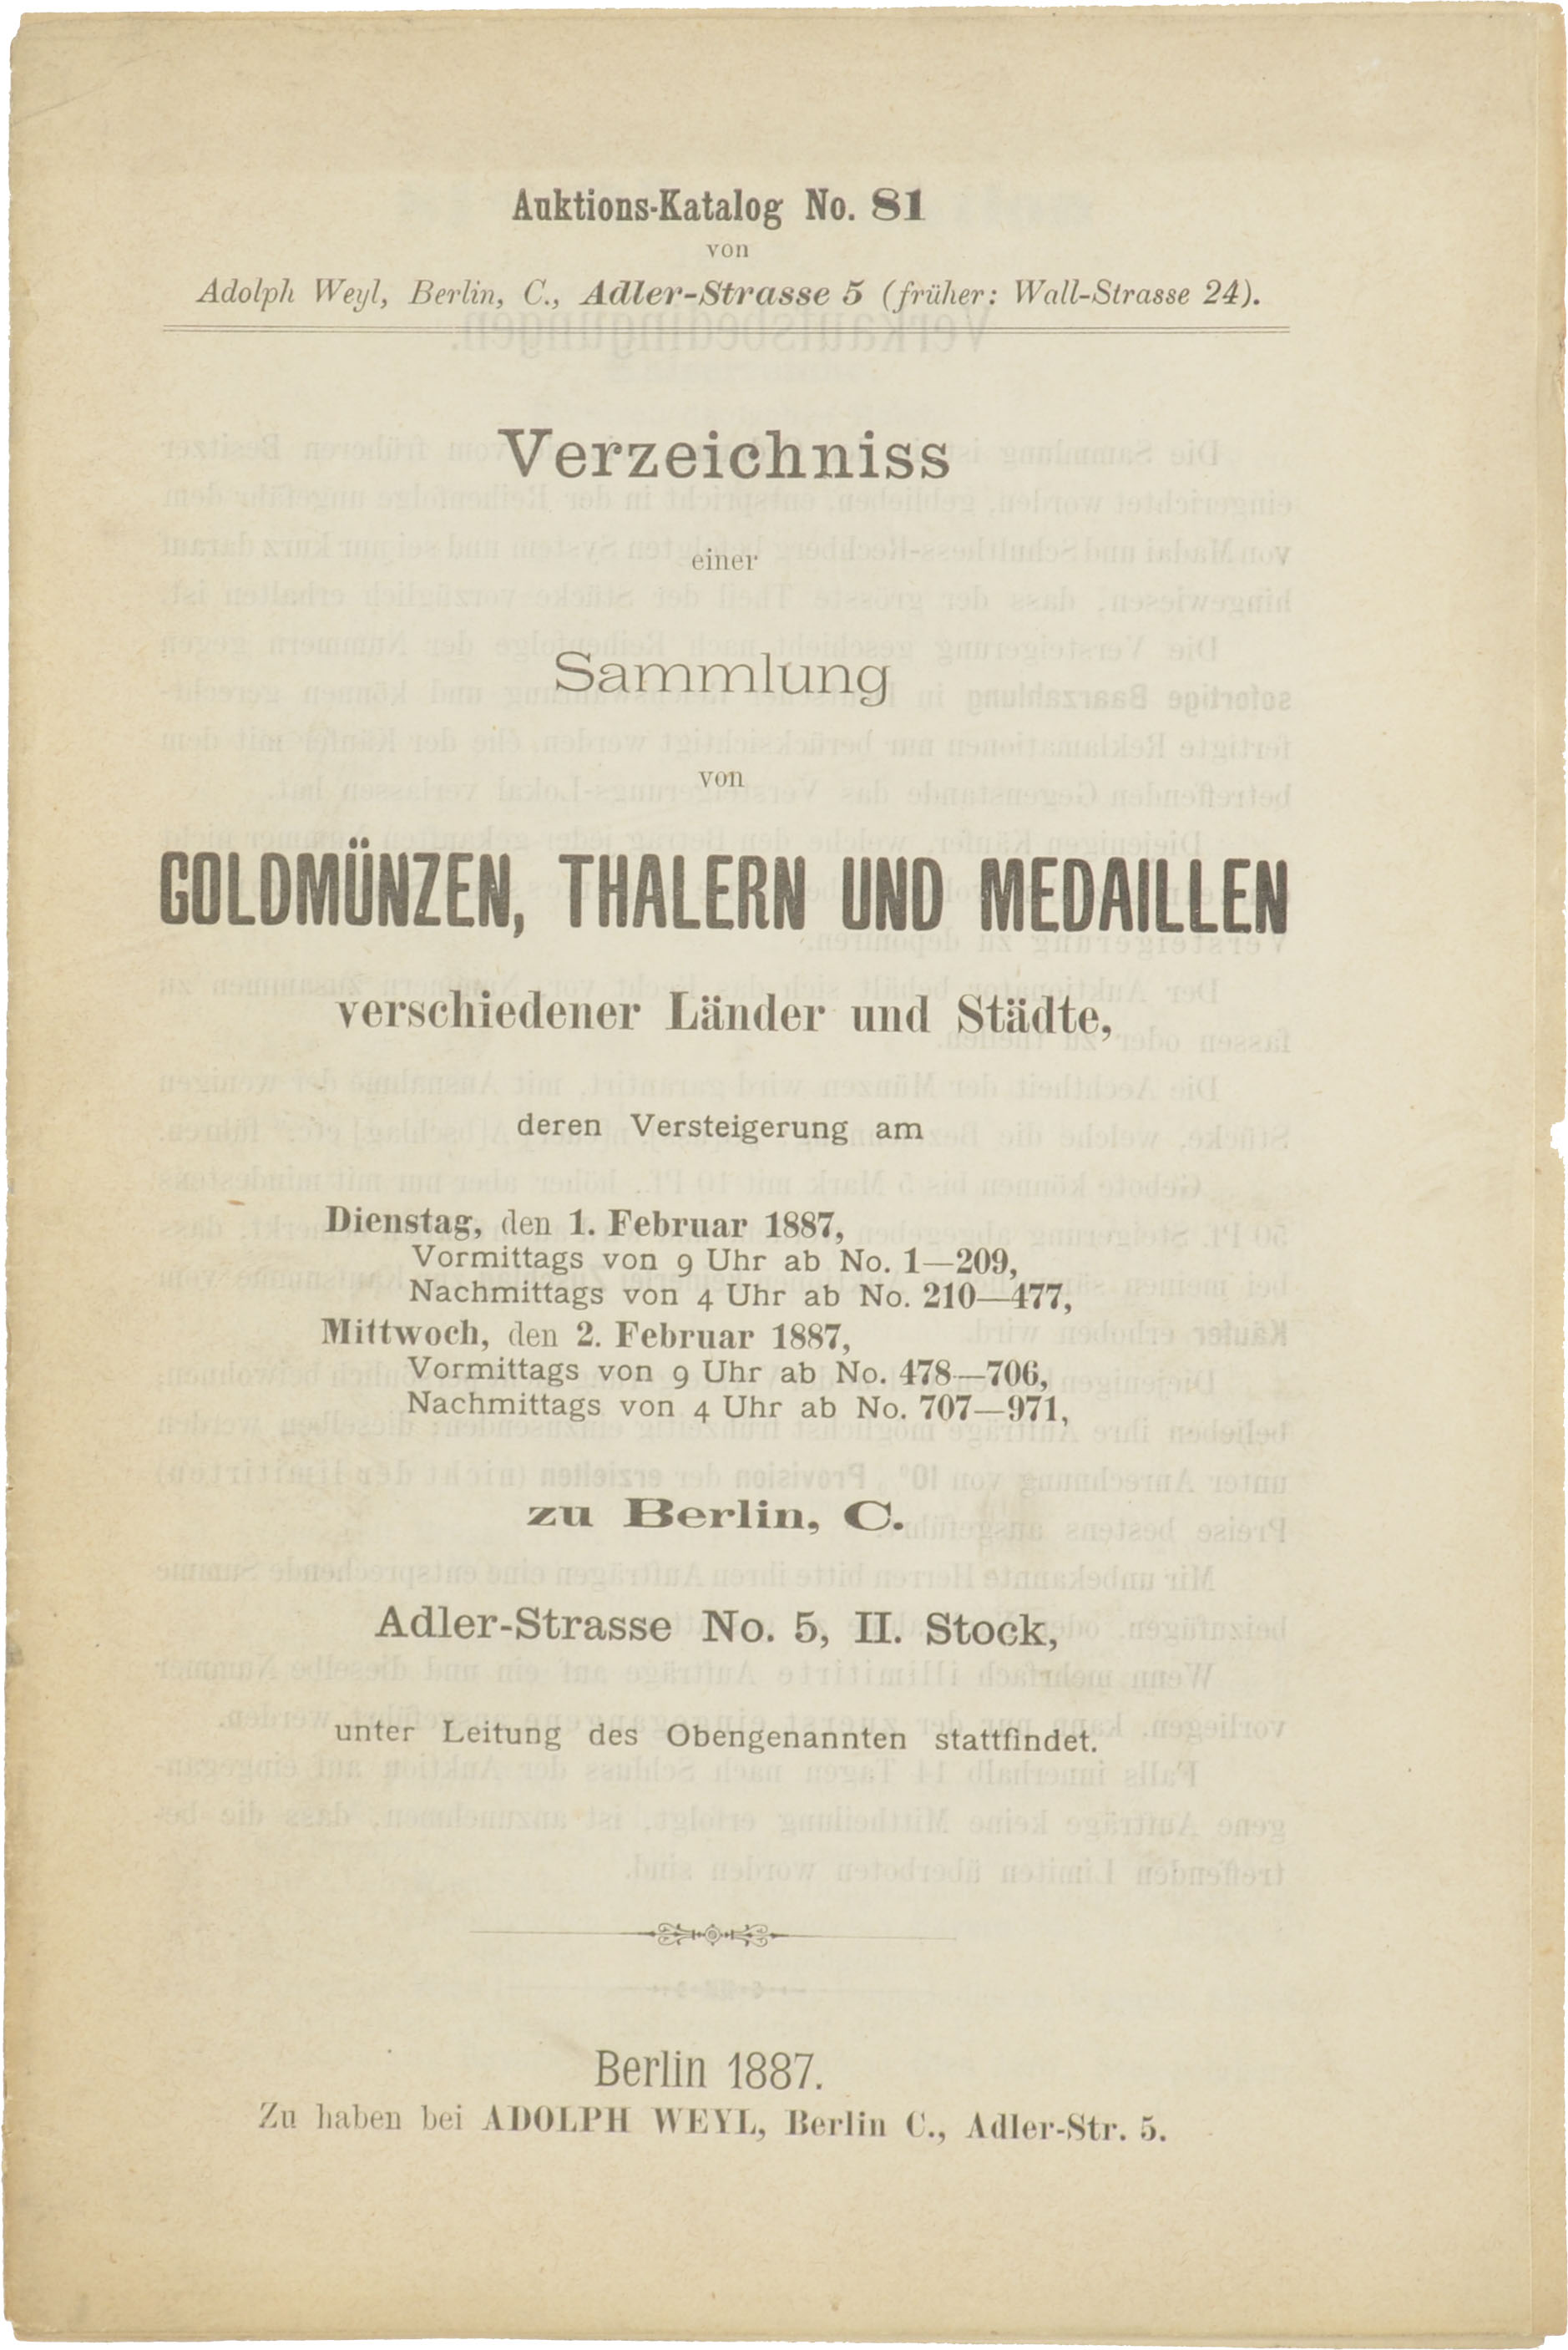 Auktions-Katalog No. 81
von
Adolph Weyl, Berlin, C., Adler-Strasse 5 (früher: Wall-Strasse 24).
Verzeichniss
einer
Sammlung
von
GOLDMÜNZEN, THALERN UND MEDAILLEN
verschiedener Länder und Städte,
deren Versteigerung am
Dienstag, den 1. Februar 1887,
Vormittags von 9 Uhr ab No. 1—209,
Nachmittags von 4 Uhr ab No. 210—477,
Mittwoch, den 2. Februar 1887,
Vormittags von 9 Uhr ab No. 478—706,
Nachmittags von 4 Uhr ab No. 707—971,
zu Berlin, C.
Adler-Strasse No. 5, II. Stock,
unter Leitung des Obengenannten stattfindet.
Berlin 1887.
Zu haben bei ADOLPH WEYL, Berlin C., Adler-Str. 5.